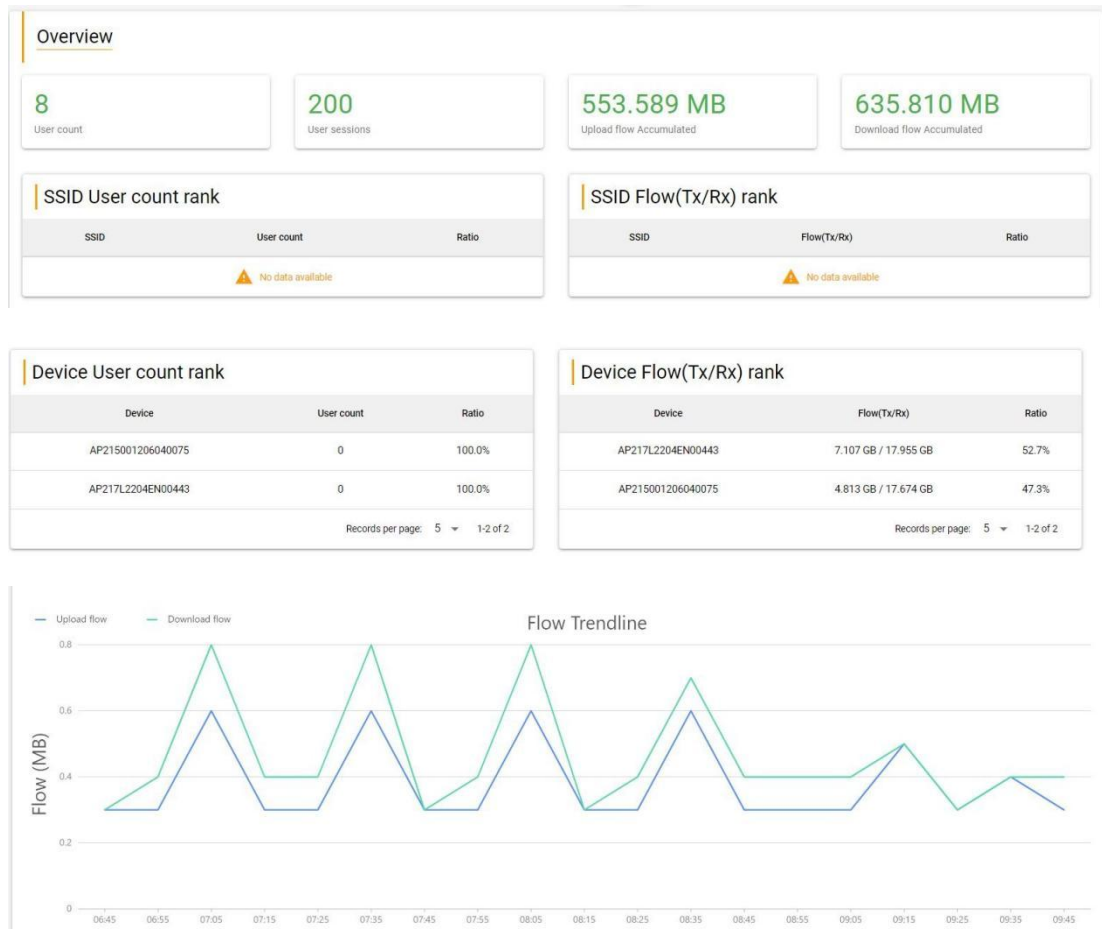 Overview
8 200 553.589 MB 635.810 MB
User count User sessions Upload flow Accumulated Download flow Accumulated
SSID User count rank
SSID User count Ratio
No data available
SSID Flow(Tx/Rx) rank
SSID Flow(Tx/Rx) Ratio
No data available
Device User count rank
Device User count Ratio
AP215001206040075 0 100.0%
AP217L2204EN00443 0 100.0%
Records per page: 5 1-2 of 2
Device Flow(Tx/Rx) rank
Device Flow(Tx/Rx) Ratio
AP217L2204EN00443 7.107 GB / 17.955 GB 52.7%
AP215001206040075 4.813 GB / 17.674 GB 47.3%
Records per page: 5 1-2 of 2
Upload flow Download flow Flow Trendline
Flow (MB)
0.8
0.6
0.4
0.2
0
06:45 06:55 07:05 07:15 07:25 07:35 07:45 07:55 08:05 08:15 08:25 08:35 08:45 08:55 09:05 09:15 09:25 09:35 09:45